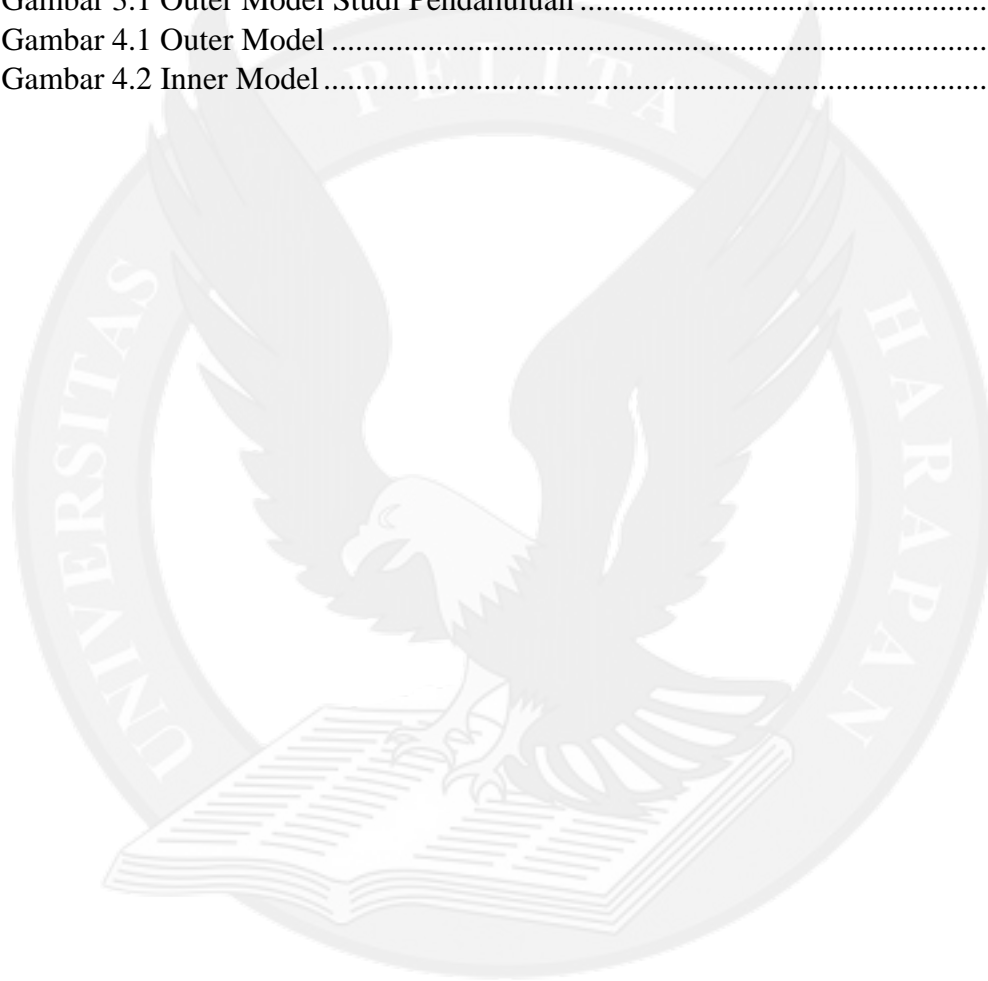 Gambar 3.1 Outer Model Studi Pendahuluan ....................................................
Gambar 4.1 Outer Model ....................................................................................
Gambar 4.2 Inner Model .....................................................................................
UNIVERSITAS PELITA HARAPAN